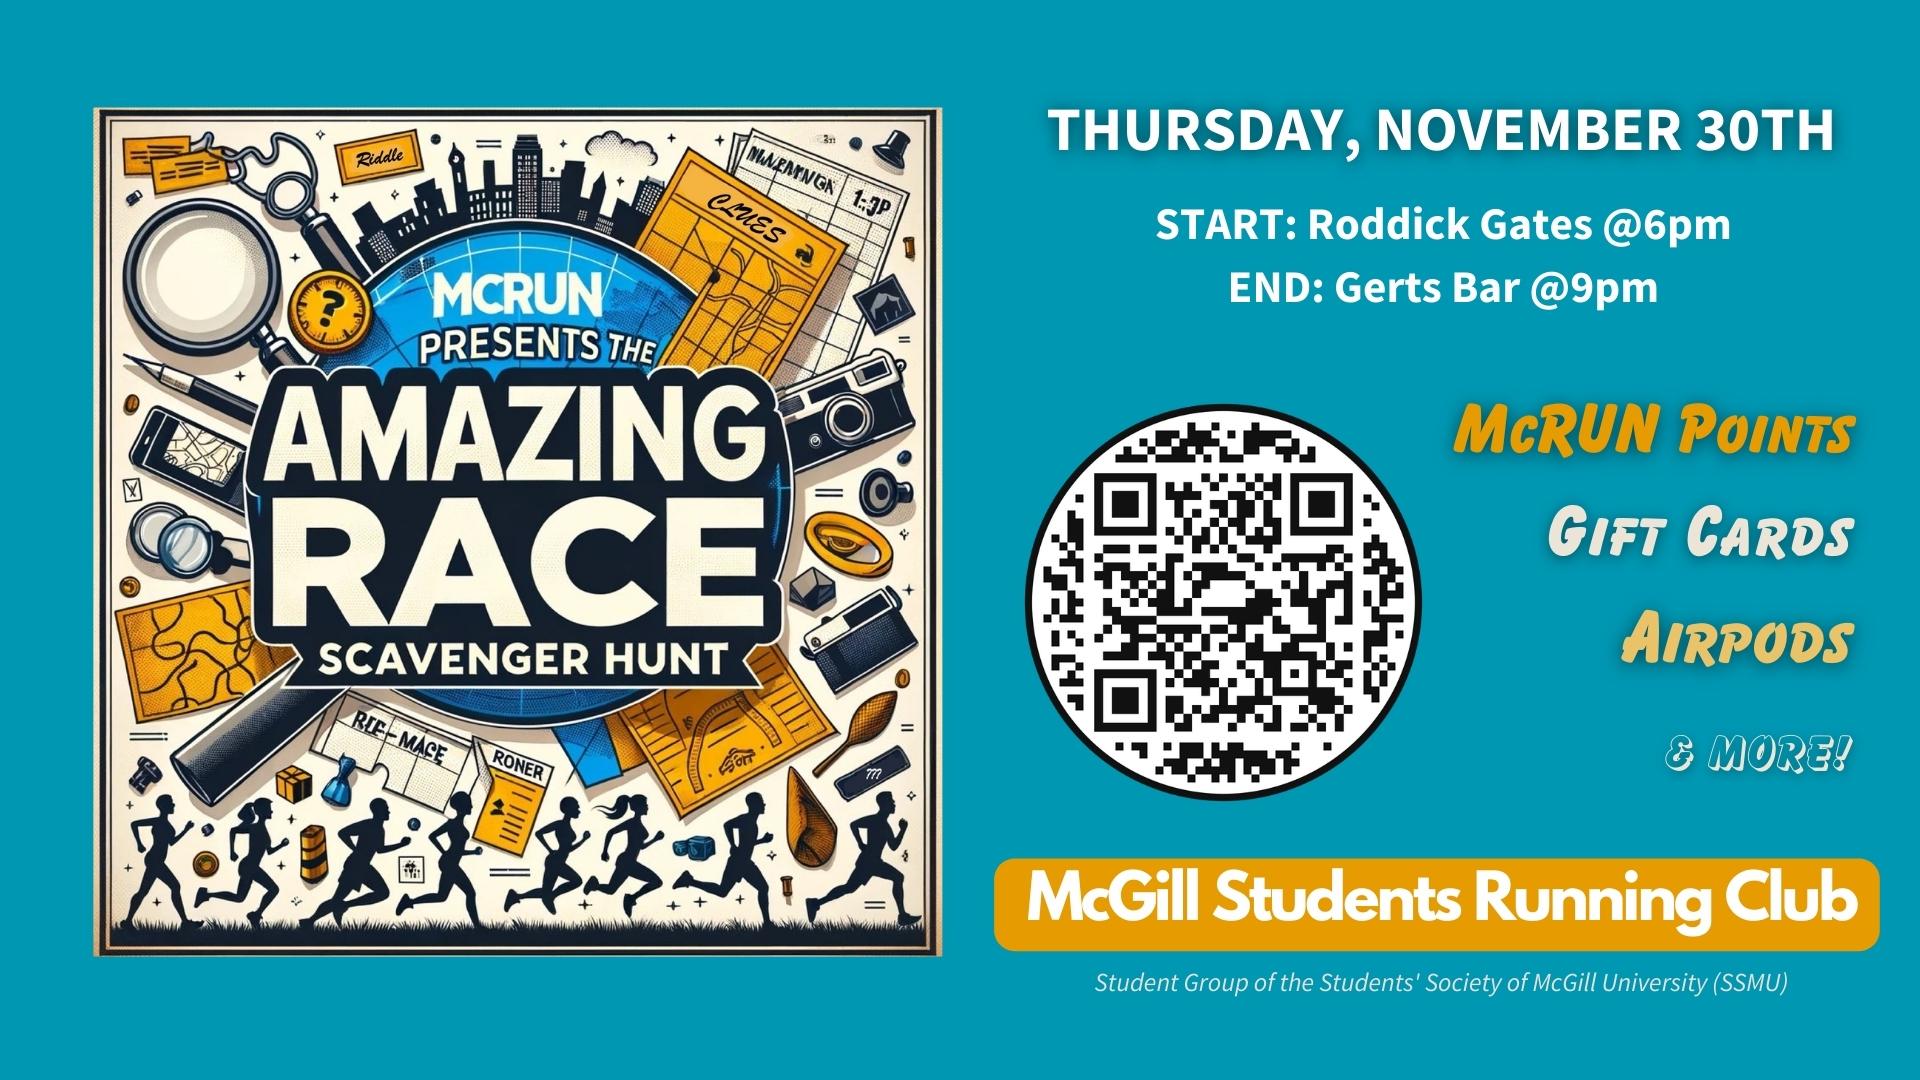 Riddle
CLUES
MCRUN
PRESENTS THE
AMAZING
RACE
SCAVENGER HUNT
RONER
???
THURSDAY, NOVEMBER 30TH
START: Roddick Gates @6pm
END: Gerts Bar @9pm
McRUN Points
Gift Cards
Airpods
& more!
McGill Students Running Club
Student Group of the Students' Society of McGill University (SSMU)